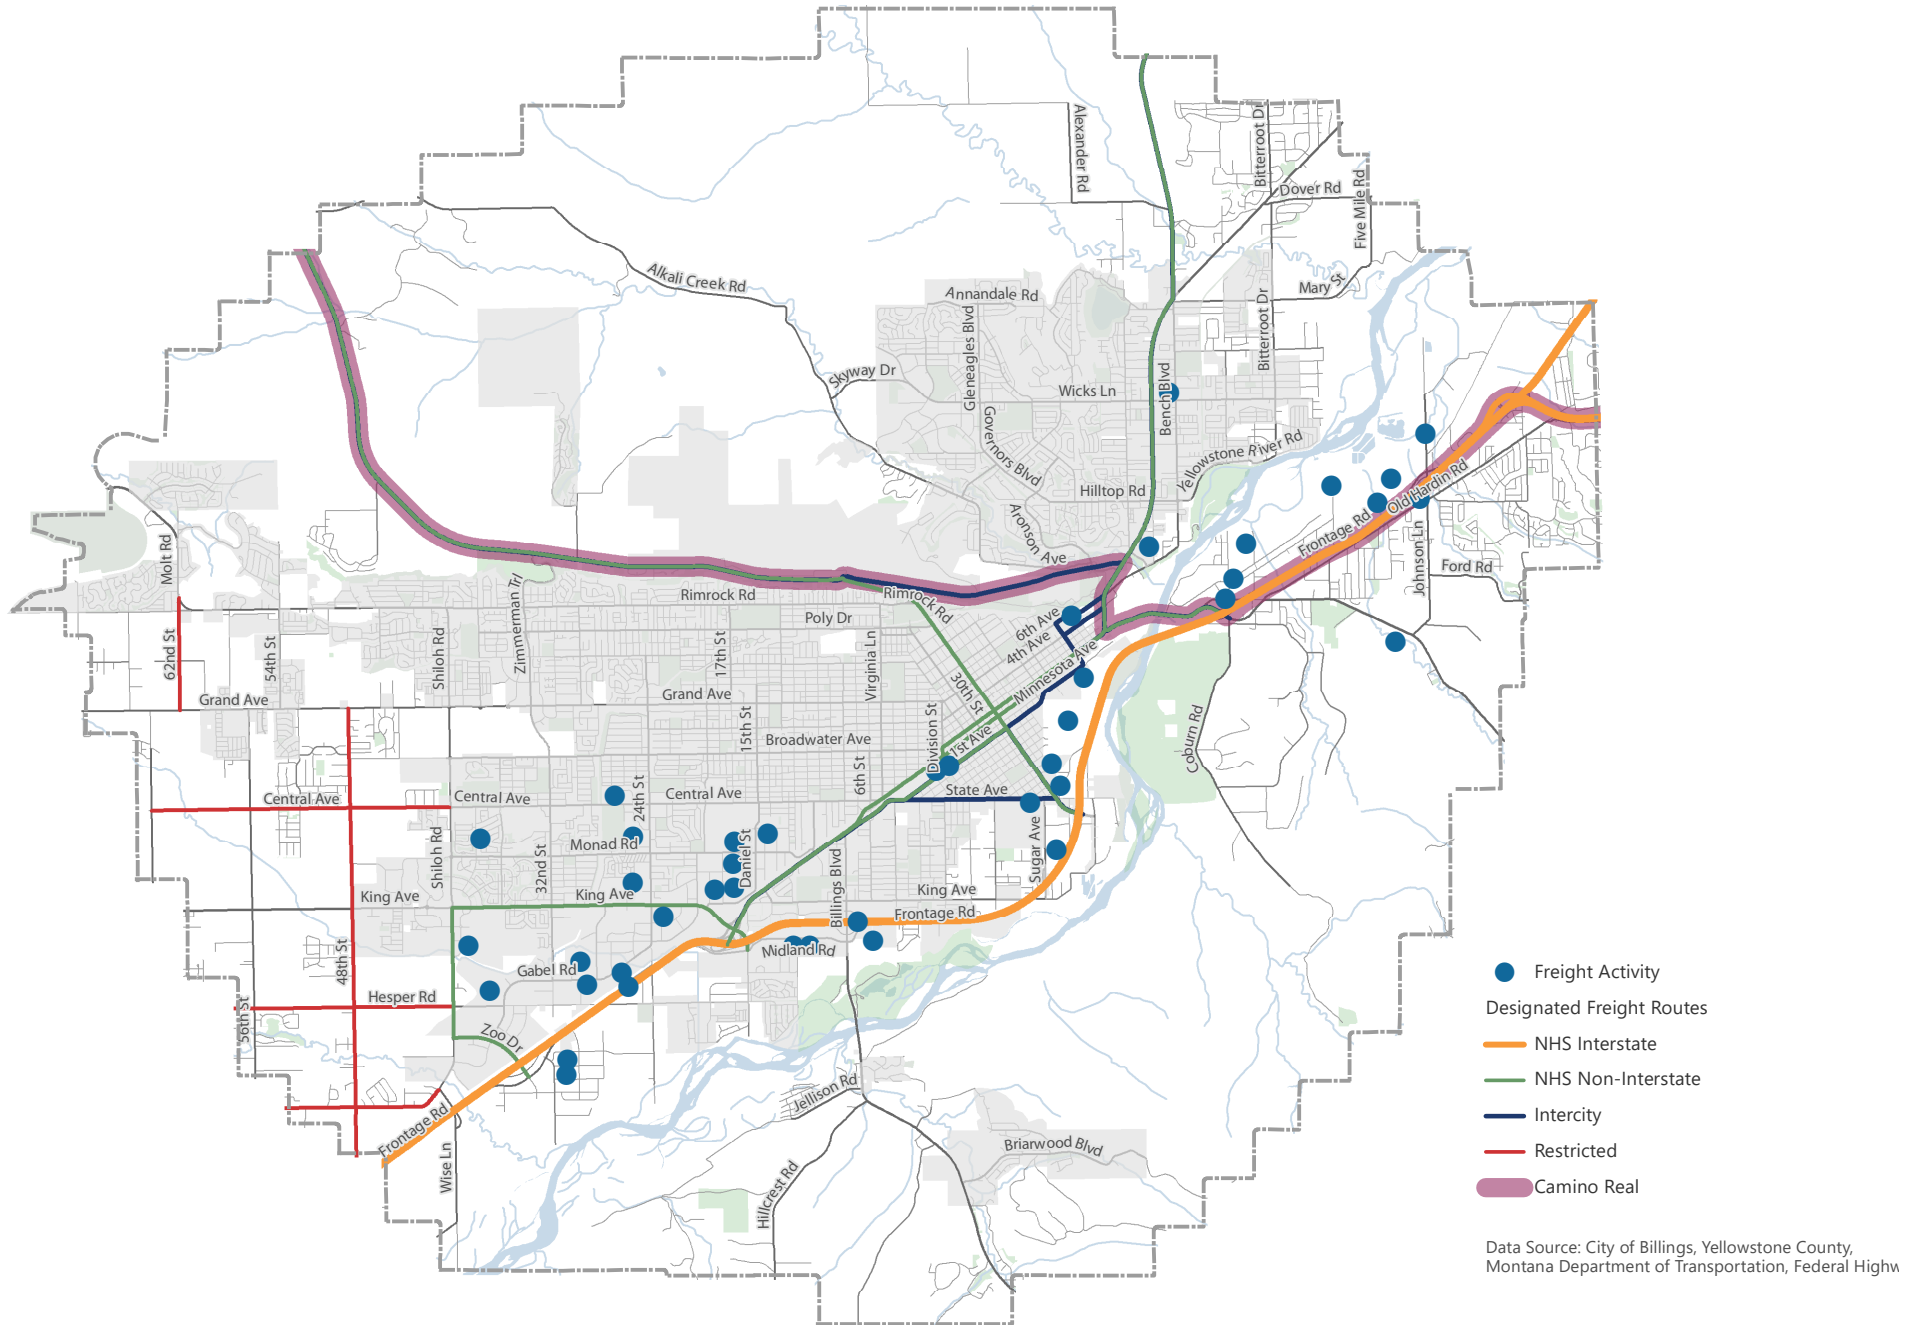 Alexander Rd
Bitterroot Dr
Dover Rd
Five Mile Rd
Alkali Creek Rd
Annandale Rd
Mary St
Gleneagles Blvd
Bitterroot Dr
Skyway Dr
Wicks Ln
Bench Blvd
Governors Blvd
Yellowstone River Rd
Hilltop Rd
Old Hardin Rd
Aronson Ave
Frontage Rd
Molt Rd
Johnson Ln
Ford Rd
Zimmerman Trl
Rimrock Rd
Rimrock Rd
Poly Dr
6th Ave
4th Ave
62nd St
54th St
Shiloh Rd
17th St
Virginia Ln
Minnesota Ave
Grand Ave
Grand Ave
30th St
15th St
Broadwater Ave
Division St
1st Ave
Coburn Rd
6th St
Central Ave
Central Ave
24th St
Central Ave
State Ave
Monad Rd
Daniel St
Sugar Ave
Shiloh Rd
32nd St
Billings Blvd
King Ave
King Ave
King Ave
Frontage Rd
48th St
Midland Rd
Gabel Rd
Hesper Rd
56th St
Zoo Dr
Jellison Rd
Frontage Rd
Briarwood Blvd
Wise Ln
Hillcrest Rd
Freight Activity
Designated Freight Routes
NHS Interstate
NHS Non-Interstate
Intercity
Restricted
Camino Real
Data Source: City of Billings, Yellowstone County,
Montana Department of Transportation, Federal Highw